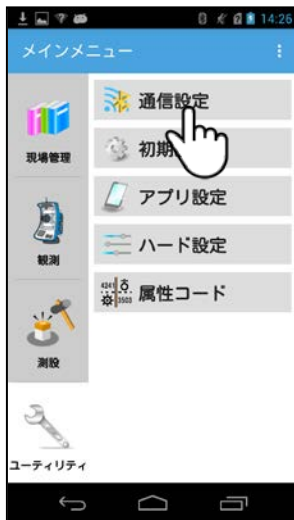 14:26
メインメニュー
現場管理
観測
測設
ユーティリティ
通信設定
初期
アプリ設定
ハード設定
属性コード